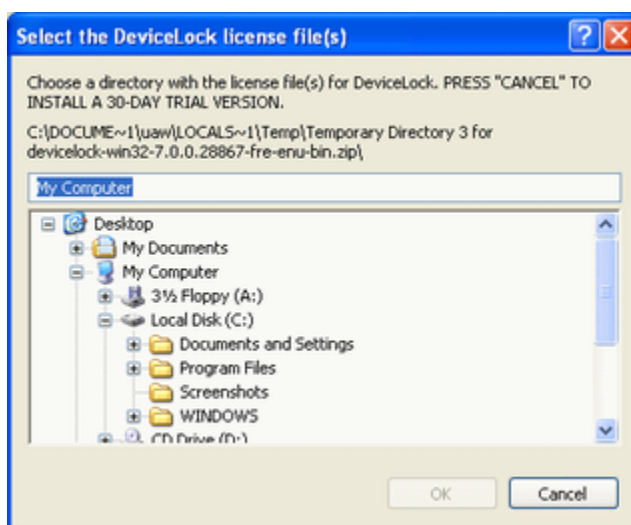 Select the DeviceLock license file(s)
Choose a directory with the license file(s) for DeviceLock. PRESS "CANCEL" TO
INSTALL A 30-DAY TRIAL VERSION.
C:\DOCUME~1\uaw\LOCALS~1\Temp\Temporary Directory 3 for
devicelock-win32-7.0.0.28867-fre-enu-bin.zip\
My Computer
Desktop
My Documents
My Computer
3½ Floppy (A:)
Local Disk (C:)
Documents and Settings
Program Files
Screenshots
WINDOWS
CD Drive (D:)
OK
Cancel